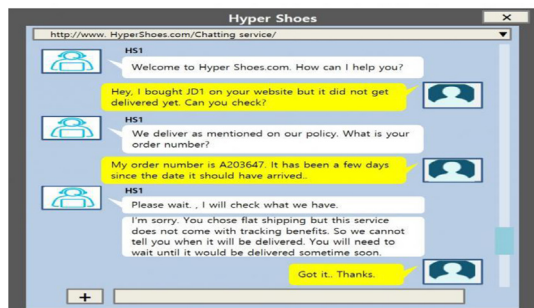 Hyper Shoes
http://www. HyperShoes.com/Chatting service/
HS1
Welcome to Hyper Shoes.com. How can I help you?
Hey, I bought JD1 on your website but it did not get
delivered yet. Can you check?
HS1
We deliver as mentioned on our policy. What is your
order number?
My order number is A203647. It has been a few days
since the date it should have arrived..
HS1
Please wait. , I will check what we have.
I'm sorry. You chose flat shipping but this service
does not come with tracking benefits. So we cannot
tell you when it will be delivered. You will need to
wait until it would be delivered sometime soon.
Got it.. Thanks.